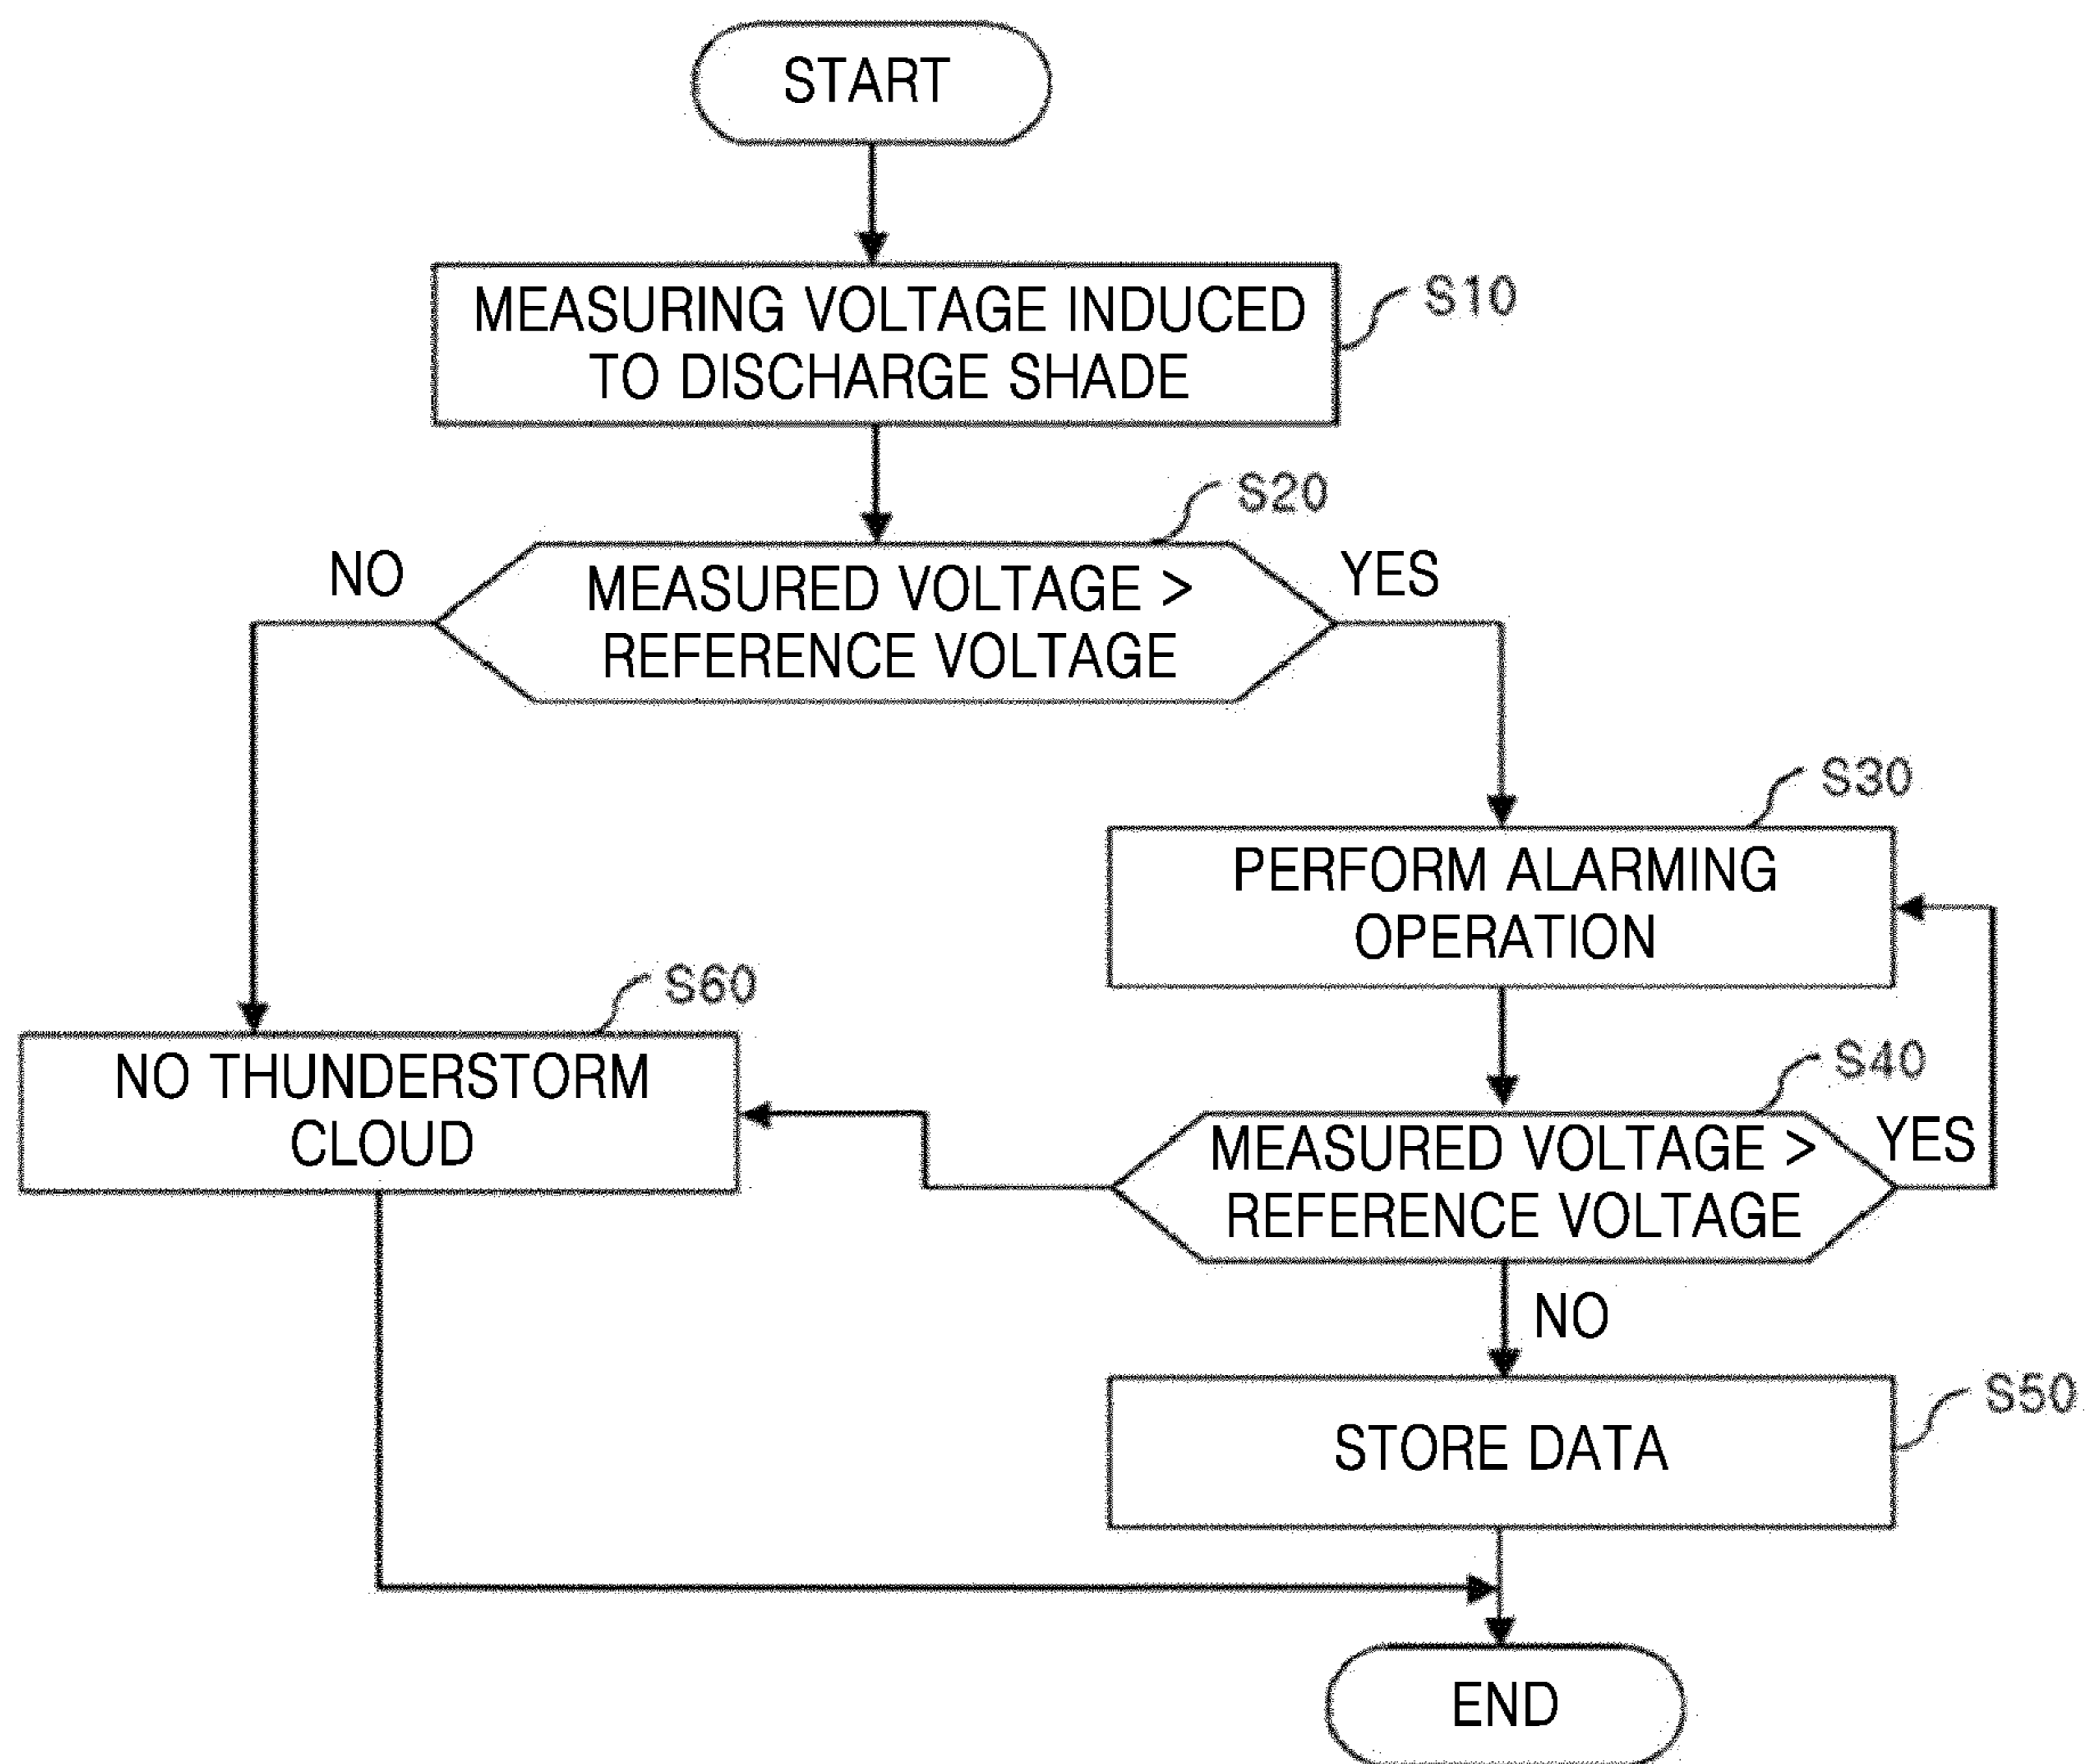 START
MEASURING VOLTAGE INDUCED
TO DISCHARGE SHADE
S10
S20
NO
MEASURED VOLTAGE >
REFERENCE VOLTAGE
YES
S30
PERFORM ALARMING
OPERATION
S60
NO THUNDERSTORM
CLOUD
S40
MEASURED VOLTAGE >
REFERENCE VOLTAGE
YES
NO
S50
STORE DATA
END